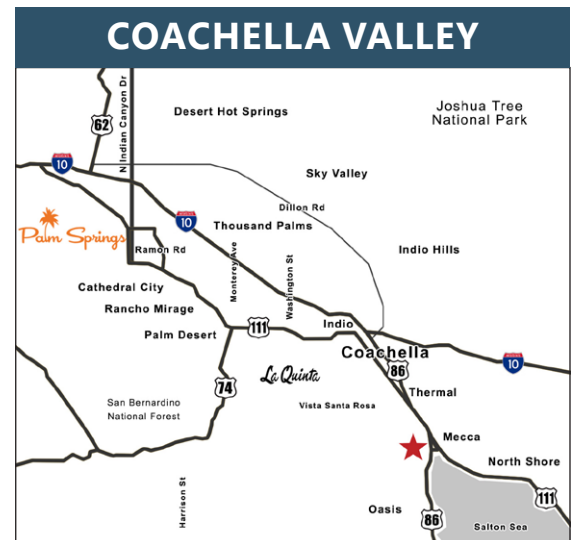 COACHELLA VALLEY
N Indian Canyon Dr
62
Desert Hot Springs
Joshua Tree
National Park
10
Sky Valley
Dillon Rd
10
Thousand Palms
Palm Springs
Ramon Rd
Monterey Ave
Washington St
Indio Hills
Cathedral City
Rancho Mirage
Palm Desert
111
Indio
Coachella
86
10
74
La Quinta
Thermal
San Bernardino
National Forest
Vista Santa Rosa
Mecca
North Shore
Harrison St
Oasis
86
111
Salton Sea